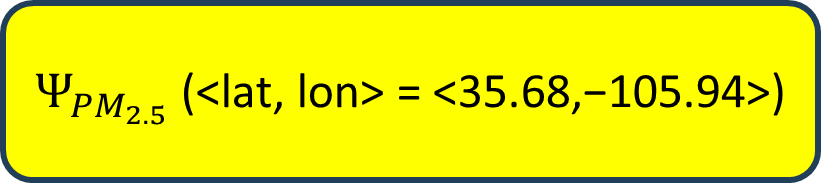 Ψ_{PM_{2.5}} (<lat, lon> = <35.68,−105.94>)